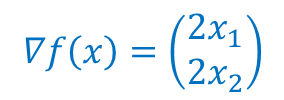 ∇f(x) = (2x₁
2x₂)